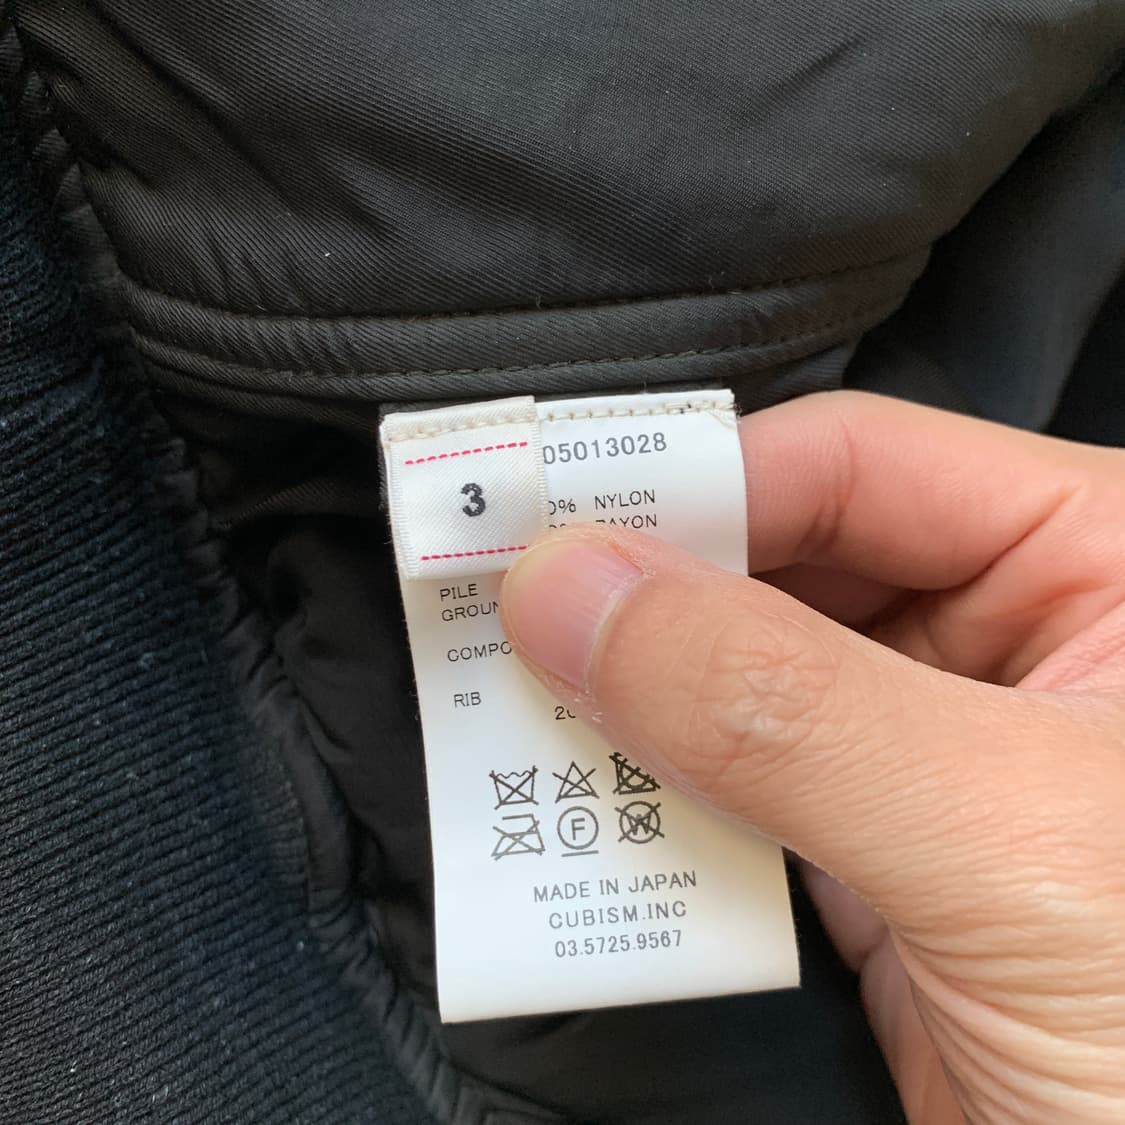 3
05013028
% NYLON
PILE
GROUN
COMPO
RIB
F
W
MADE IN JAPAN
CUBISM.INC
03.5725.9567